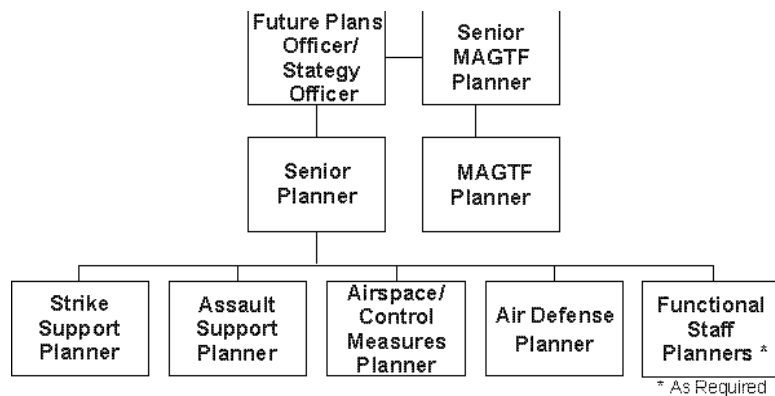 Future Plans
Officer/
Stategy
Officer
Senior
MAGTF
Planner
Senior
Planner
MAGTF
Planner
Strike
Support
Planner
Assault
Support
Planner
Airspace/
Control
Measures
Planner
Air Defense
Planner
Functional
Staff
Planners *
* As Required